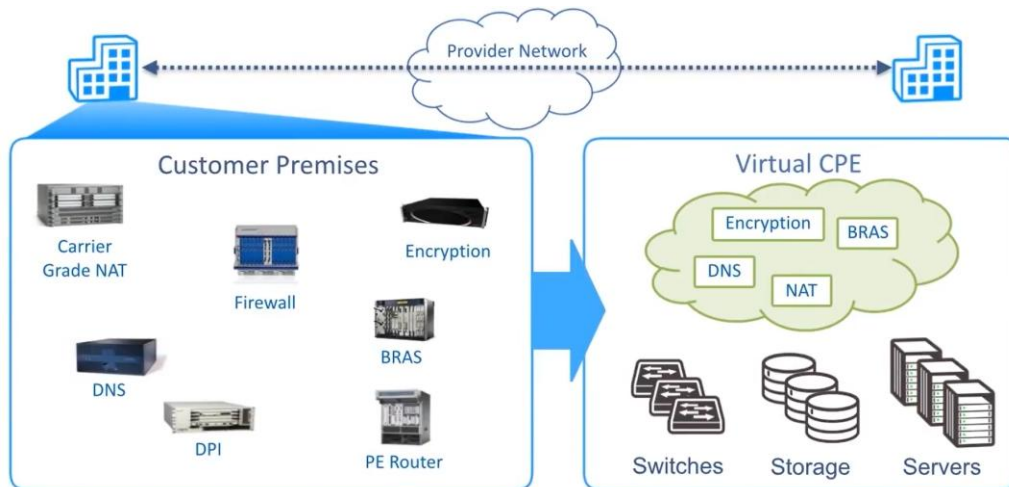 Provider Network
Customer Premises
Carrier
Grade NAT
Firewall
Encryption
BRAS
DNS
DPI
PE Router
Virtual CPE
Encryption
BRAS
DNS
NAT
Switches
Storage
Servers